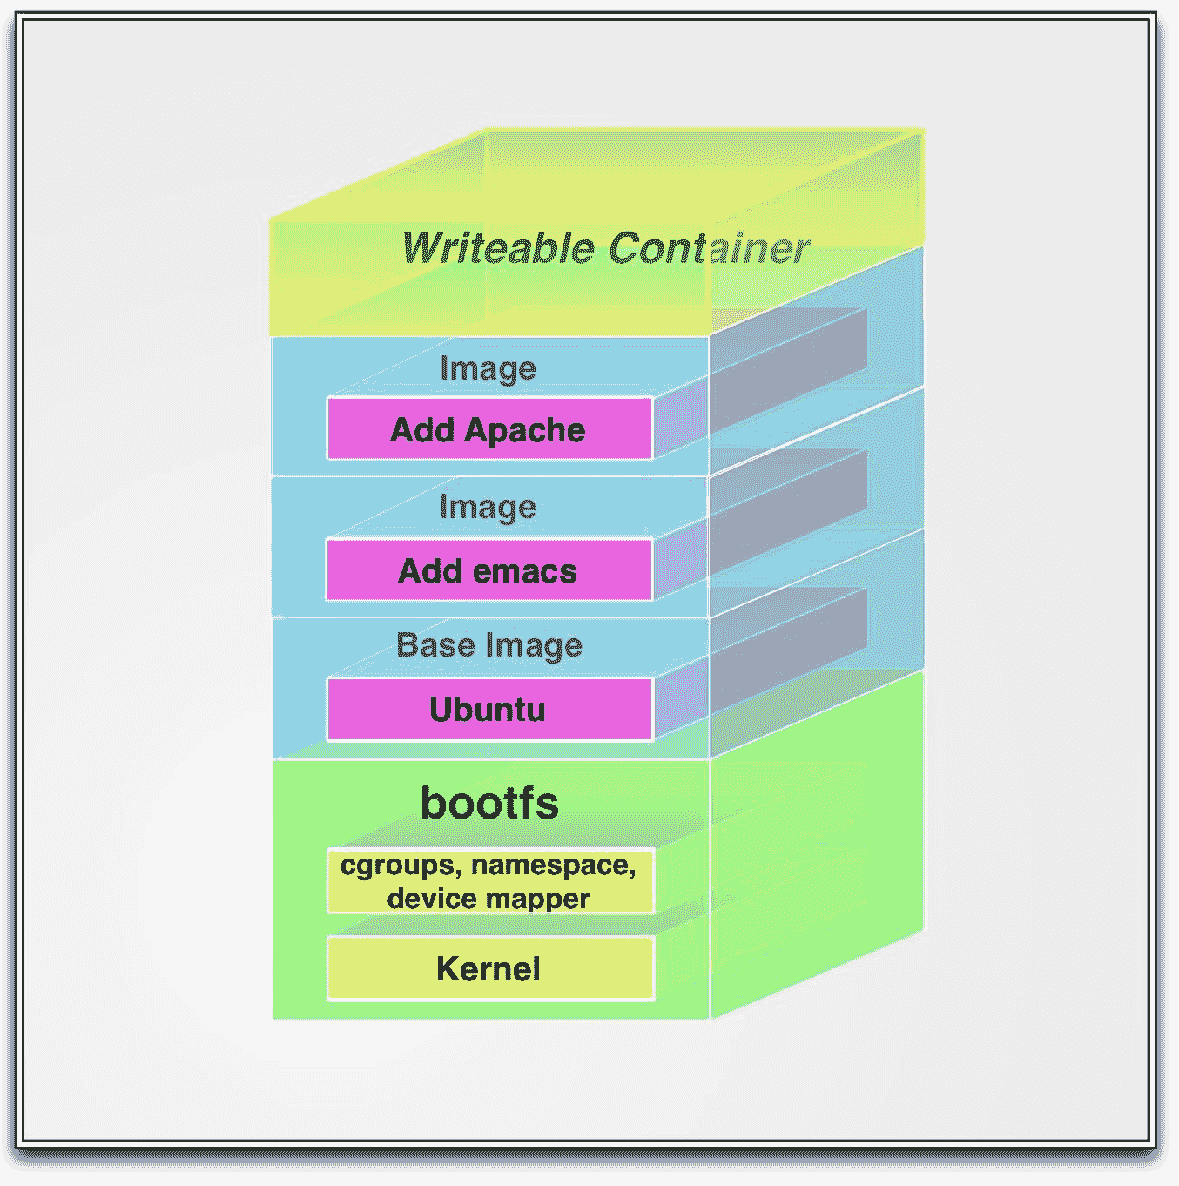 Writeable Container
Image
Add Apache
Image
Add emacs
Base Image
Ubuntu
bootfs
cgroups, namespace,
device mapper
Kernel